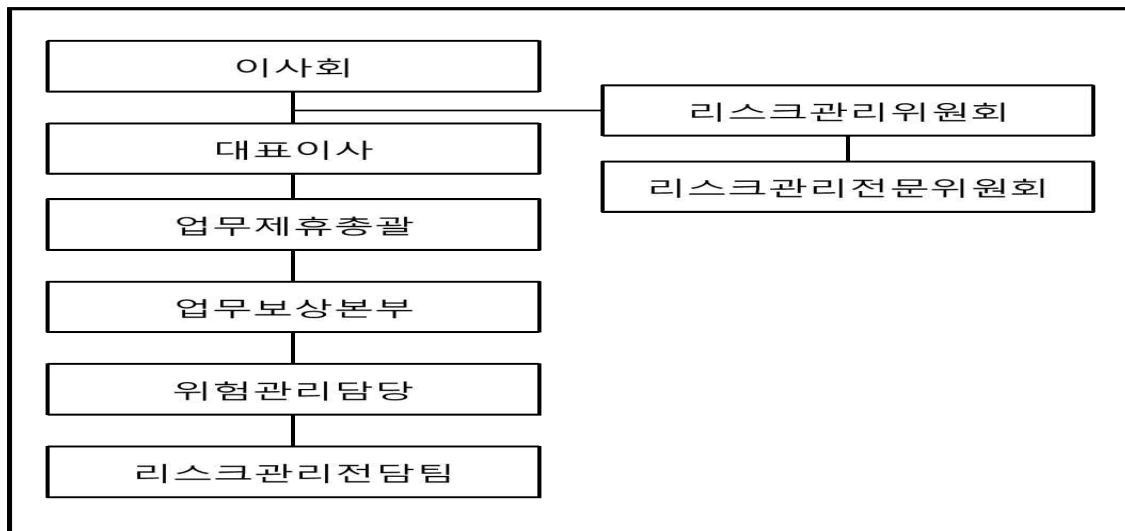 이사회
리스크관리위원회
대표이사
리스크관리전문위원회
업무제휴총괄
업무보상본부
위험관리담당
리스크관리전담팀